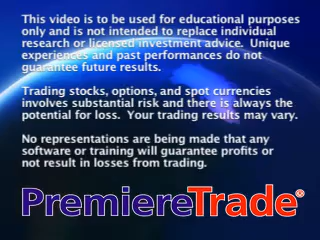 This video is to be used for educational purposes
only and is not intended to replace individual
research or licensed investment advice.  Unique
experiences and past performances do not
guarantee future results.
Trading stocks, options, and spot currencies
involves substantial risk and there is always the
potential for loss.  Your trading results may vary.
No representations are being made that any
software or training will guarantee profits or
not result in losses from trading.
PremiereTrade®